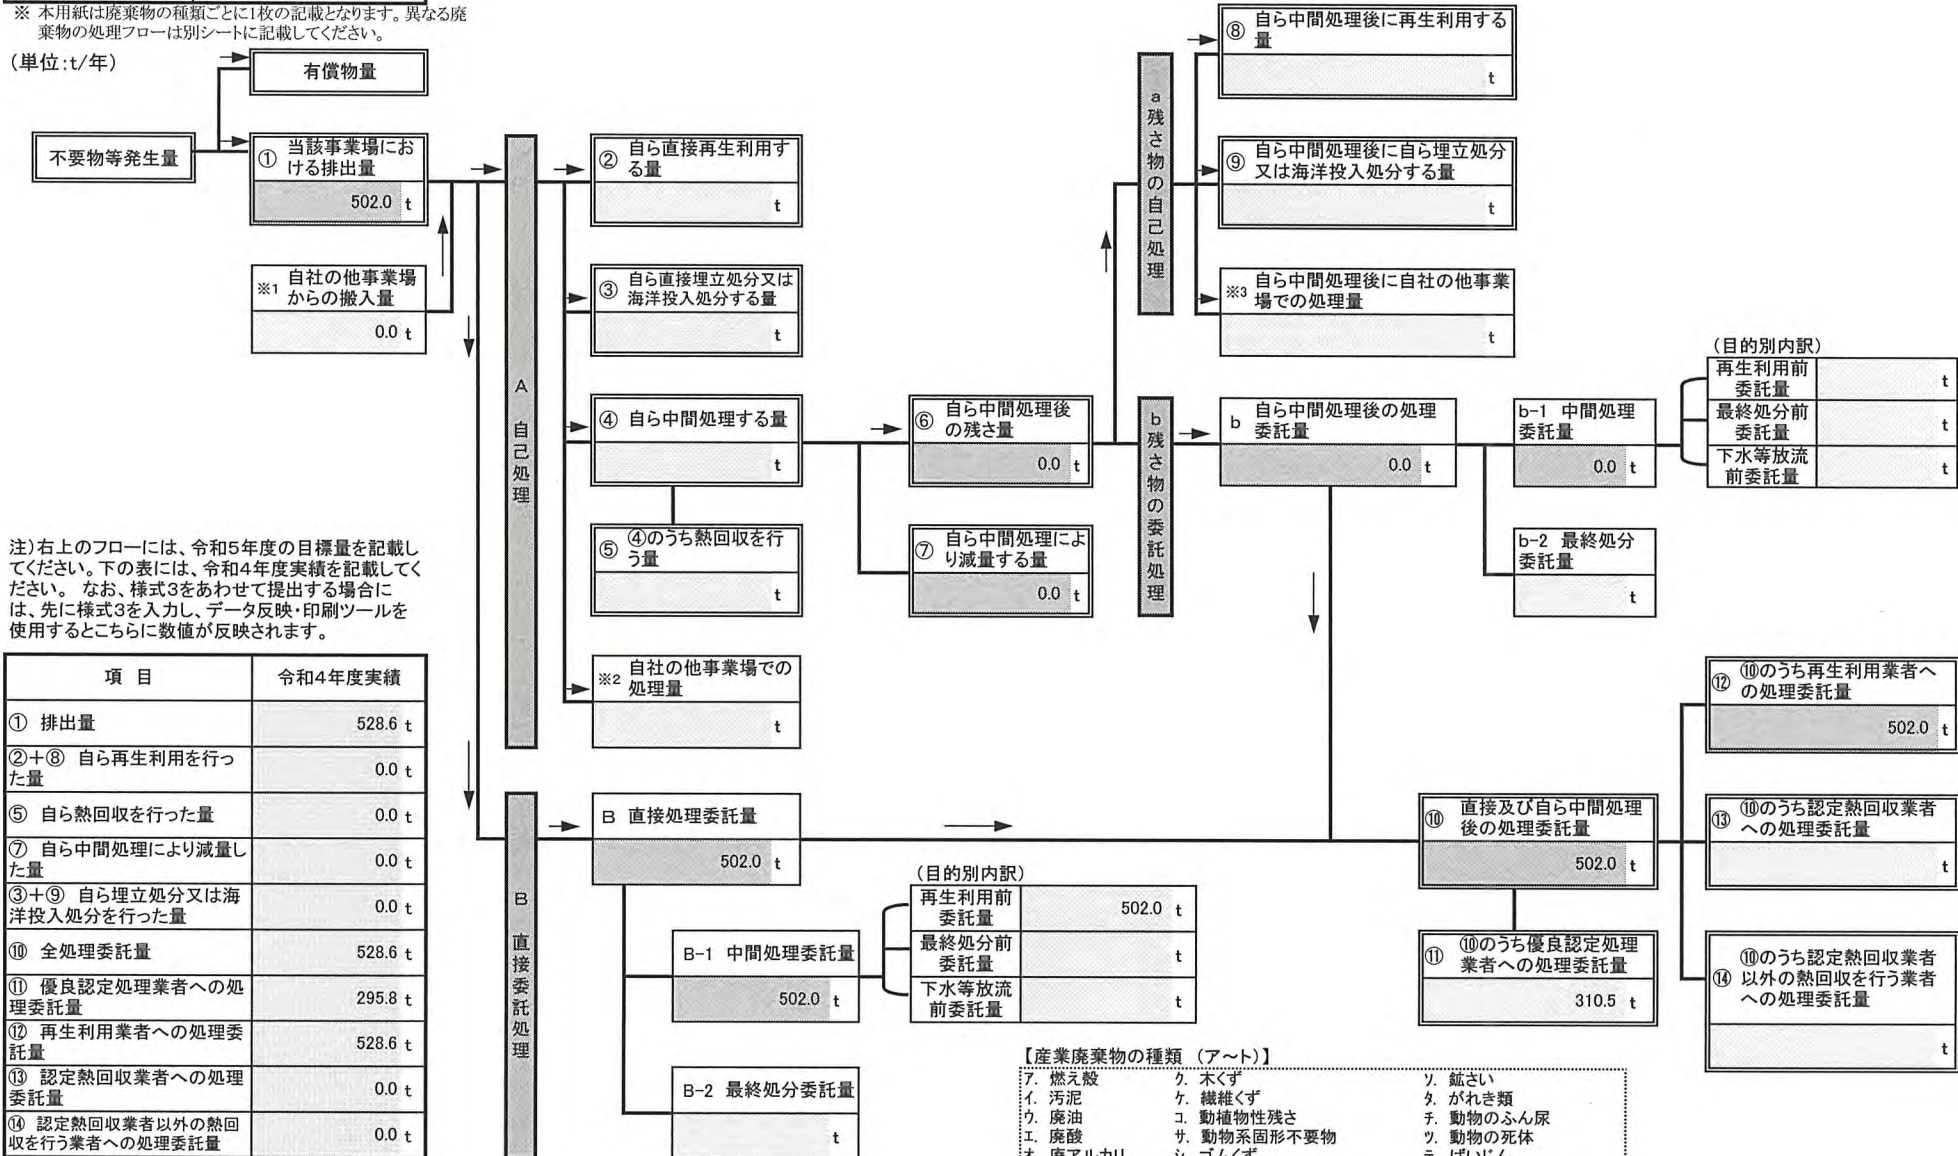 ※ 本用紙は廃棄物の種類ごとに1枚の記載となります。異なる廃
棄物の処理フローは別シートに記載してください。
(単位:t/年)
有償物量
不要物等発生量
① 当該事業場にお
ける排出量
502.0 t
※1 自社の他事業場
からの搬入量
0.0 t
A 自己処理
② 自ら直接再生利用す
る量
t
③ 自ら直接埋立処分又は
海洋投入処分する量
t
④ 自ら中間処理する量
t
⑤ ④のうち熱回収を行
う量
t
※2 自社の他事業場での
処理量
t
⑥ 自ら中間処理後
の残さ量
0.0 t
⑦ 自ら中間処理によ
り減量する量
0.0 t
a 残さ物の自己処理
⑧ 自ら中間処理後に再生利用する
量
t
⑨ 自ら中間処理後に自ら埋立処分
又は海洋投入処分する量
t
※3 自ら中間処理後に自社の他事業
場での処理量
t
b 残さ物の委託処理
b 自ら中間処理後の処理
委託量
0.0 t
b-1 中間処理
委託量
0.0 t
b-2 最終処分
委託量
t
(目的別内訳)
再生利用前
委託量
t
最終処分前
委託量
t
下水等放流
前委託量
t
注)右上のフローには、令和5年度の目標量を記載し
てください。下の表には、令和4年度実績を記載してく
ださい。 なお、様式3をあわせて提出する場合に
は、先に様式3を入力し、データ反映・印刷ツールを
使用するとこちらに数値が反映されます。
項 目 令和4年度実績
① 排出量 528.6 t
②+⑧ 自ら再生利用を行っ
た量 0.0 t
⑤ 自ら熱回収を行った量 0.0 t
⑦ 自ら中間処理により減量し
た量 0.0 t
③+⑨ 自ら埋立処分又は海
洋投入処分を行った量 0.0 t
⑩ 全処理委託量 528.6 t
⑪ 優良認定処理業者への処
理委託量 295.8 t
⑫ 再生利用業者への処理委
託量 528.6 t
⑬ 認定熱回収業者への処理
委託量 0.0 t
⑭ 認定熱回収業者以外の熱回
収を行う業者への処理委託量 0.0 t
B 直接委託処理
B 直接処理委託量
502.0 t
B-1 中間処理委託量
502.0 t
B-2 最終処分委託量
t
(目的別内訳)
再生利用前
委託量
502.0 t
最終処分前
委託量
t
下水等放流
前委託量
t
⑩ 直接及び自ら中間処理
後の処理委託量
502.0 t
⑪ ⑩のうち優良認定処理
業者への処理委託量
310.5 t
⑫ ⑩のうち再生利用業者へ
の処理委託量
502.0 t
⑬ ⑩のうち認定熱回収業者
への処理委託量
t
⑭ ⑩のうち認定熱回収業者
以外の熱回収を行う業者
への処理委託量
t
【産業廃棄物の種類 (ア~ト)】
ア. 燃え殻 ク. 木くず ソ. 鉱さい
イ. 汚泥 ケ. 繊維くず タ. がれき類
ウ. 廃油 コ. 動植物性残さ チ. 動物のふん尿
エ. 廃酸 サ. 動物系固形不要物 ツ. 動物の死体
オ. 廃アルカリ シ. ゴムくず テ. ばいじん